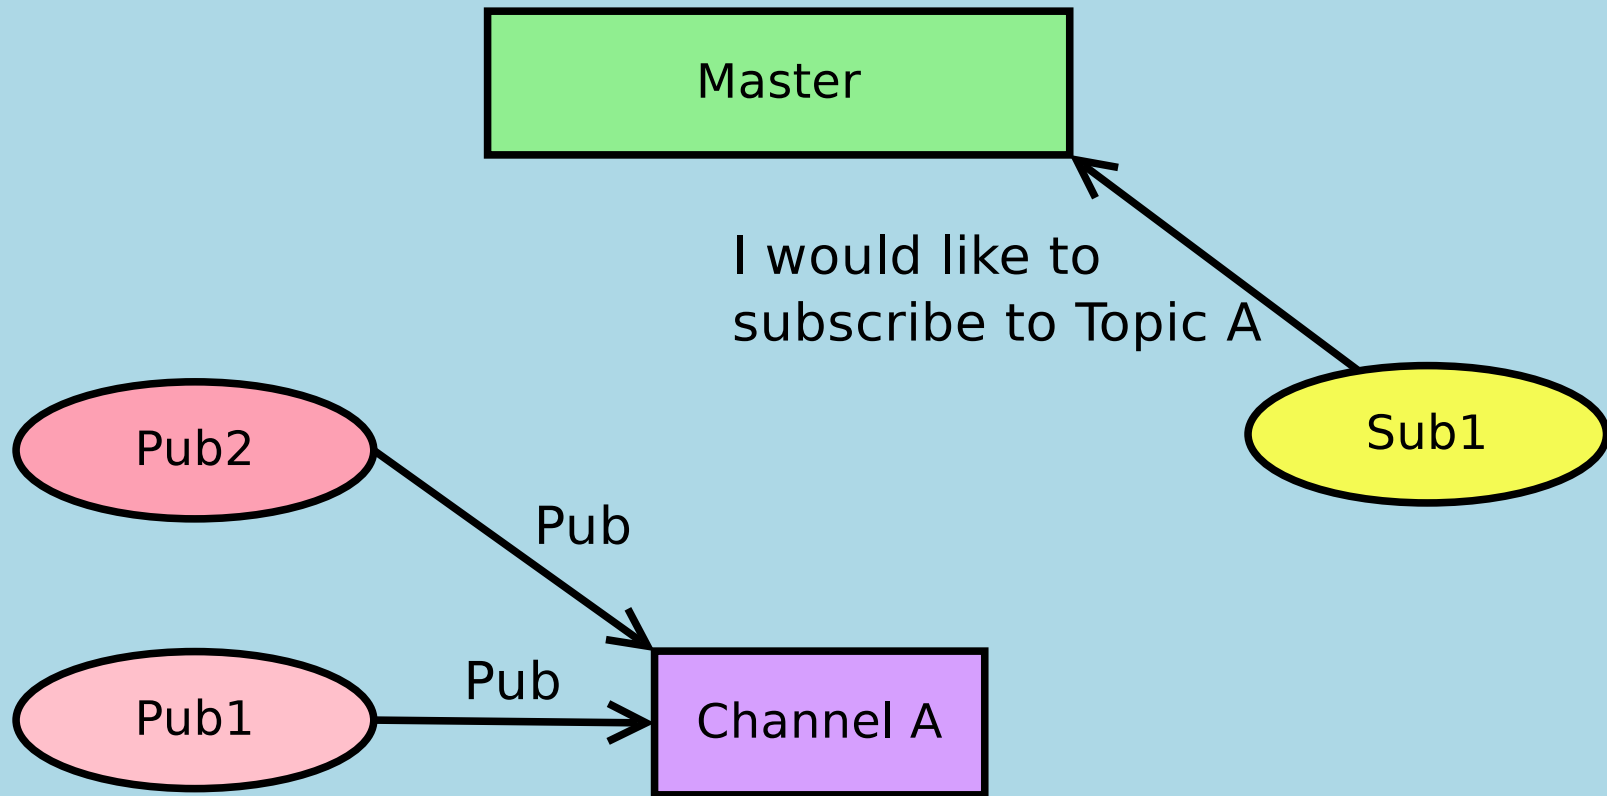 Master
I would like to
subscribe to Topic A
Sub1
Pub2
Pub
Pub
Pub1
Channel A